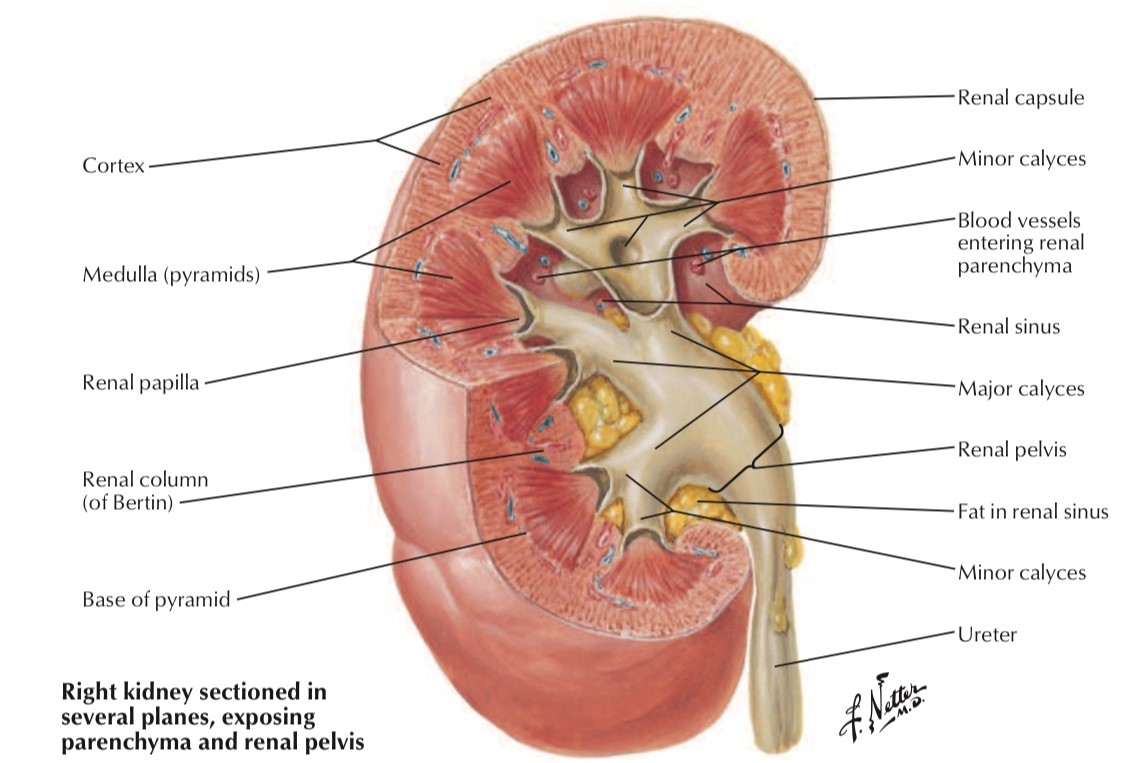 Renal capsule
Cortex
Minor calyces
Blood vessels
entering renal
parenchyma
Medulla (pyramids)
Renal sinus
Renal papilla
Major calyces
Renal pelvis
Renal column
(of Bertin)
Fat in renal sinus
Minor calyces
Base of pyramid
Ureter
Right kidney sectioned in
several planes, exposing
parenchyma and renal pelvis
F. Netter
M.D.